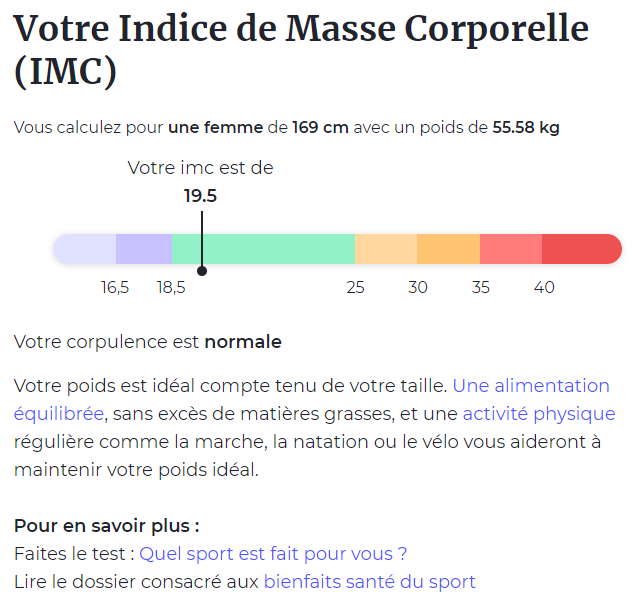 Votre Indice de Masse Corporelle
(IMC)
Vous calculez pour une femme de 169 cm avec un poids de 55.58 kg
Votre imc est de
19.5
16,5 18,5 25 30 35 40
Votre corpulence est normale
Votre poids est idéal compte tenu de votre taille. Une alimentation
équilibrée, sans excès de matières grasses, et une activité physique
régulière comme la marche, la natation ou le vélo vous aideront à
maintenir votre poids idéal.
Pour en savoir plus :
Faites le test : Quel sport est fait pour vous ?
Lire le dossier consacré aux bienfaits santé du sport